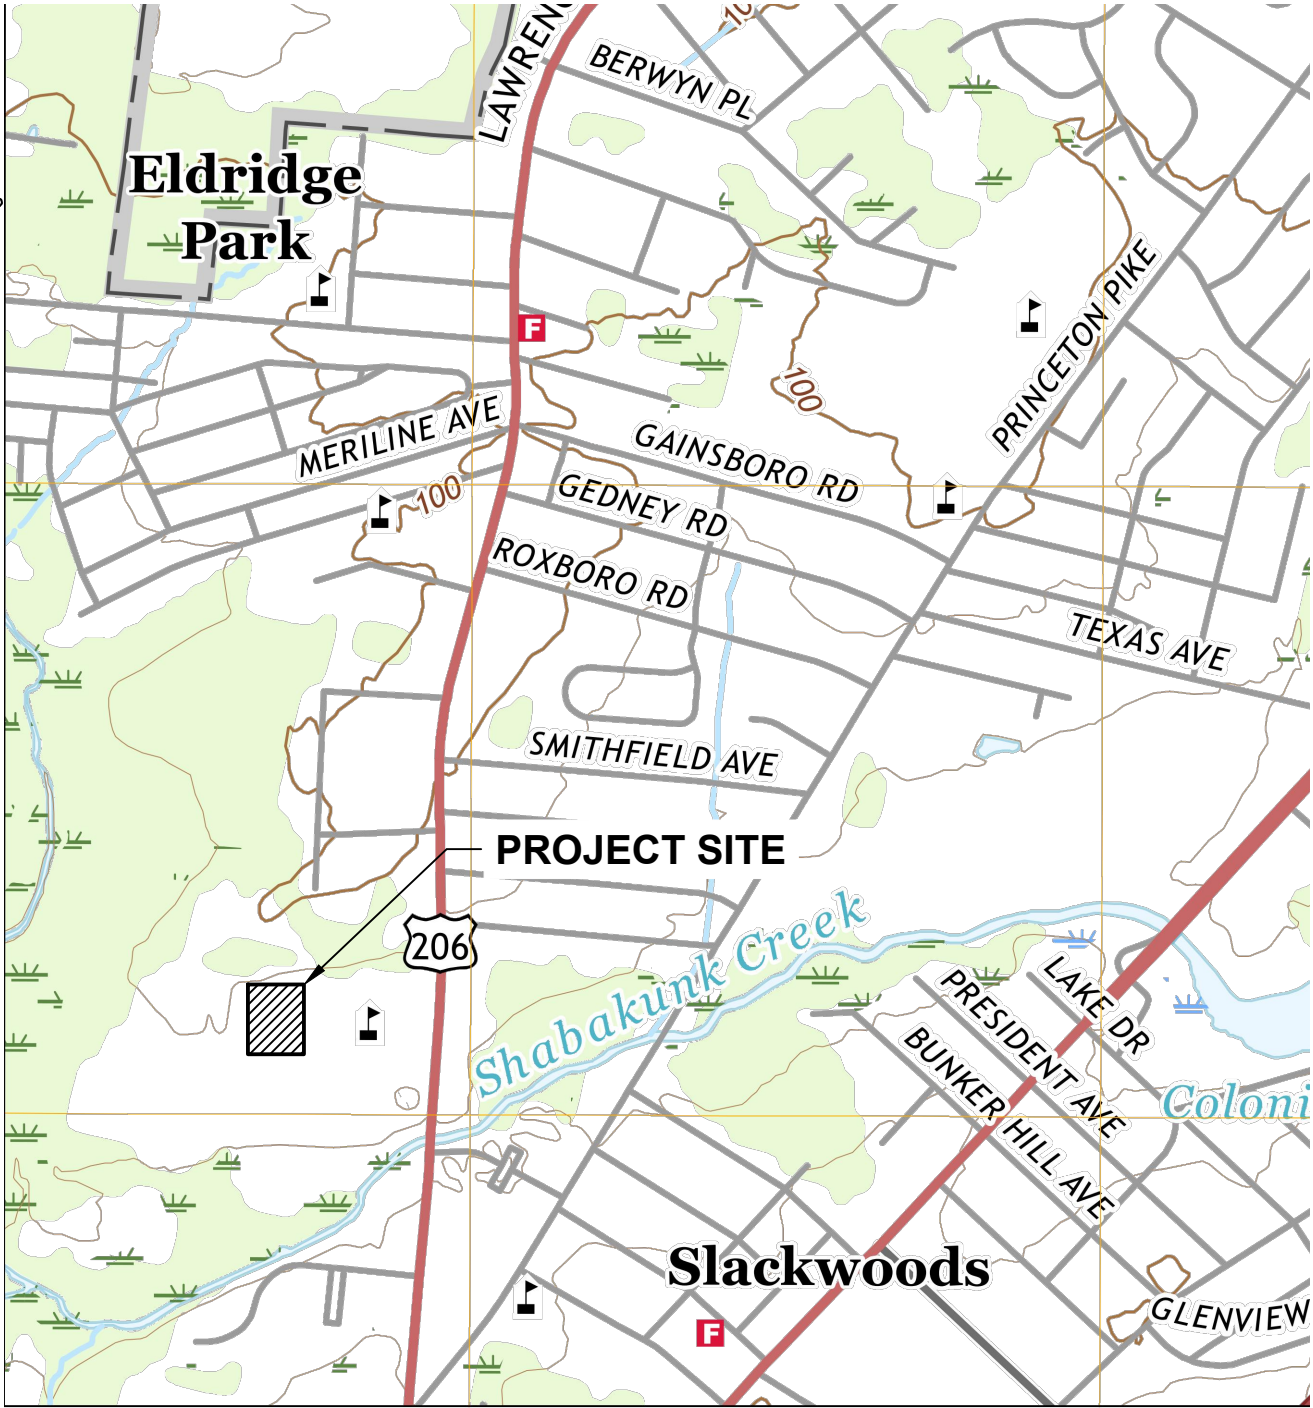 LAWRENC
BERWYN PL
10
Eldridge
Park
PRINCETON PIKE
F
100
MERILINE AVE
GAINSBORO RD
100
GEDNEY RD
ROXBORO RD
TEXAS AVE
SMITHFIELD AVE
PROJECT SITE
206
Shabakunk Creek
LAKE DR
PRESIDENT AVE
BUNKER HILL AVE
Coloni
Slackwoods
GLENVIEW
F